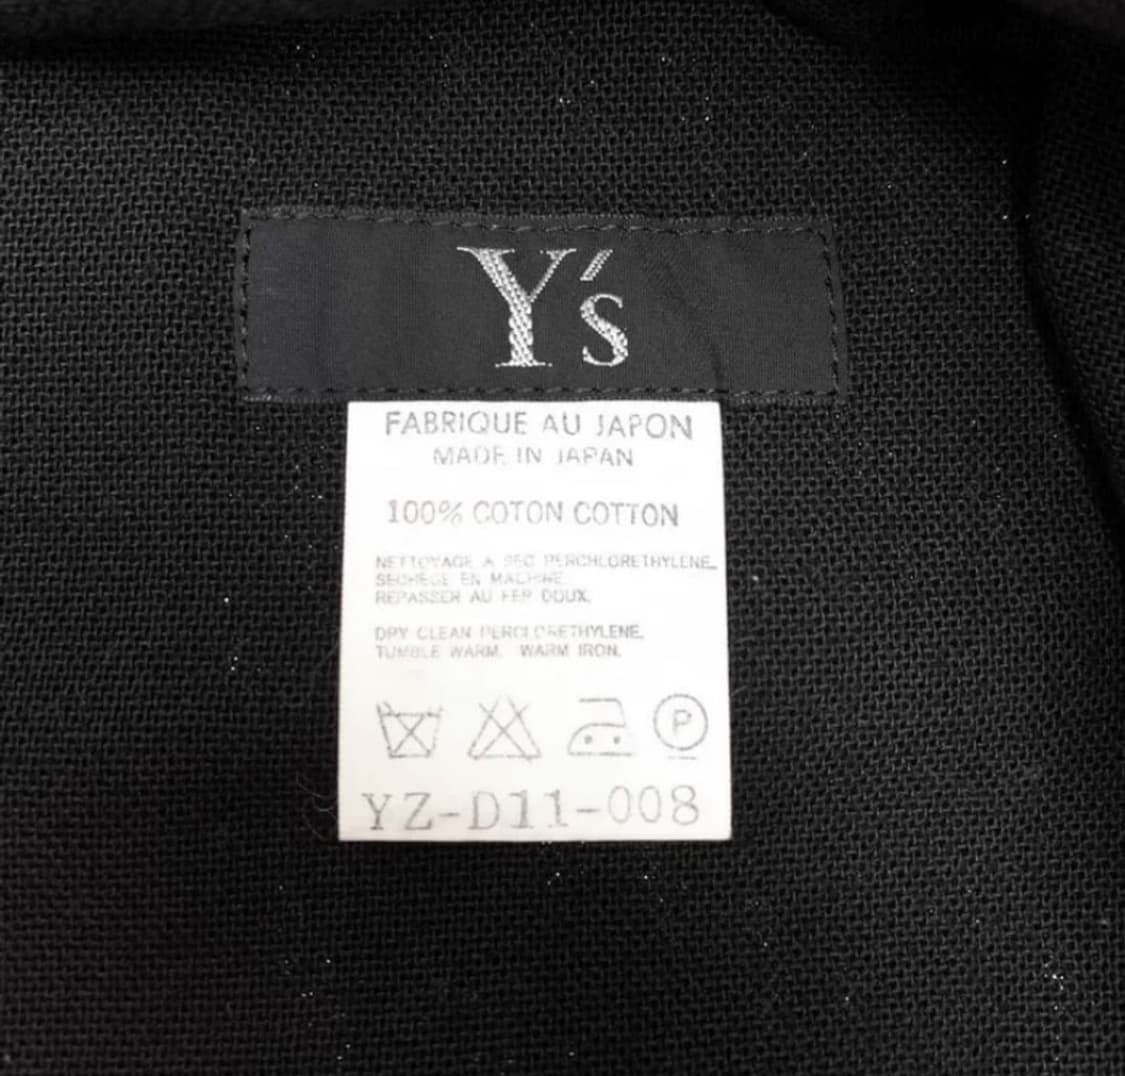 Y's
FABRIQUE AU JAPON
MADE IN JAPAN
100% COTON COTTON
NETTOYAGE A SEC PERCHLORETHYLENE.
SECHEGE EN MACHINE.
REPASSER AU FER DOUX.
DRY CLEAN PERCLORETHYLENE.
TUMBLE WARM. WARM IRON.
P
YZ-D11-008